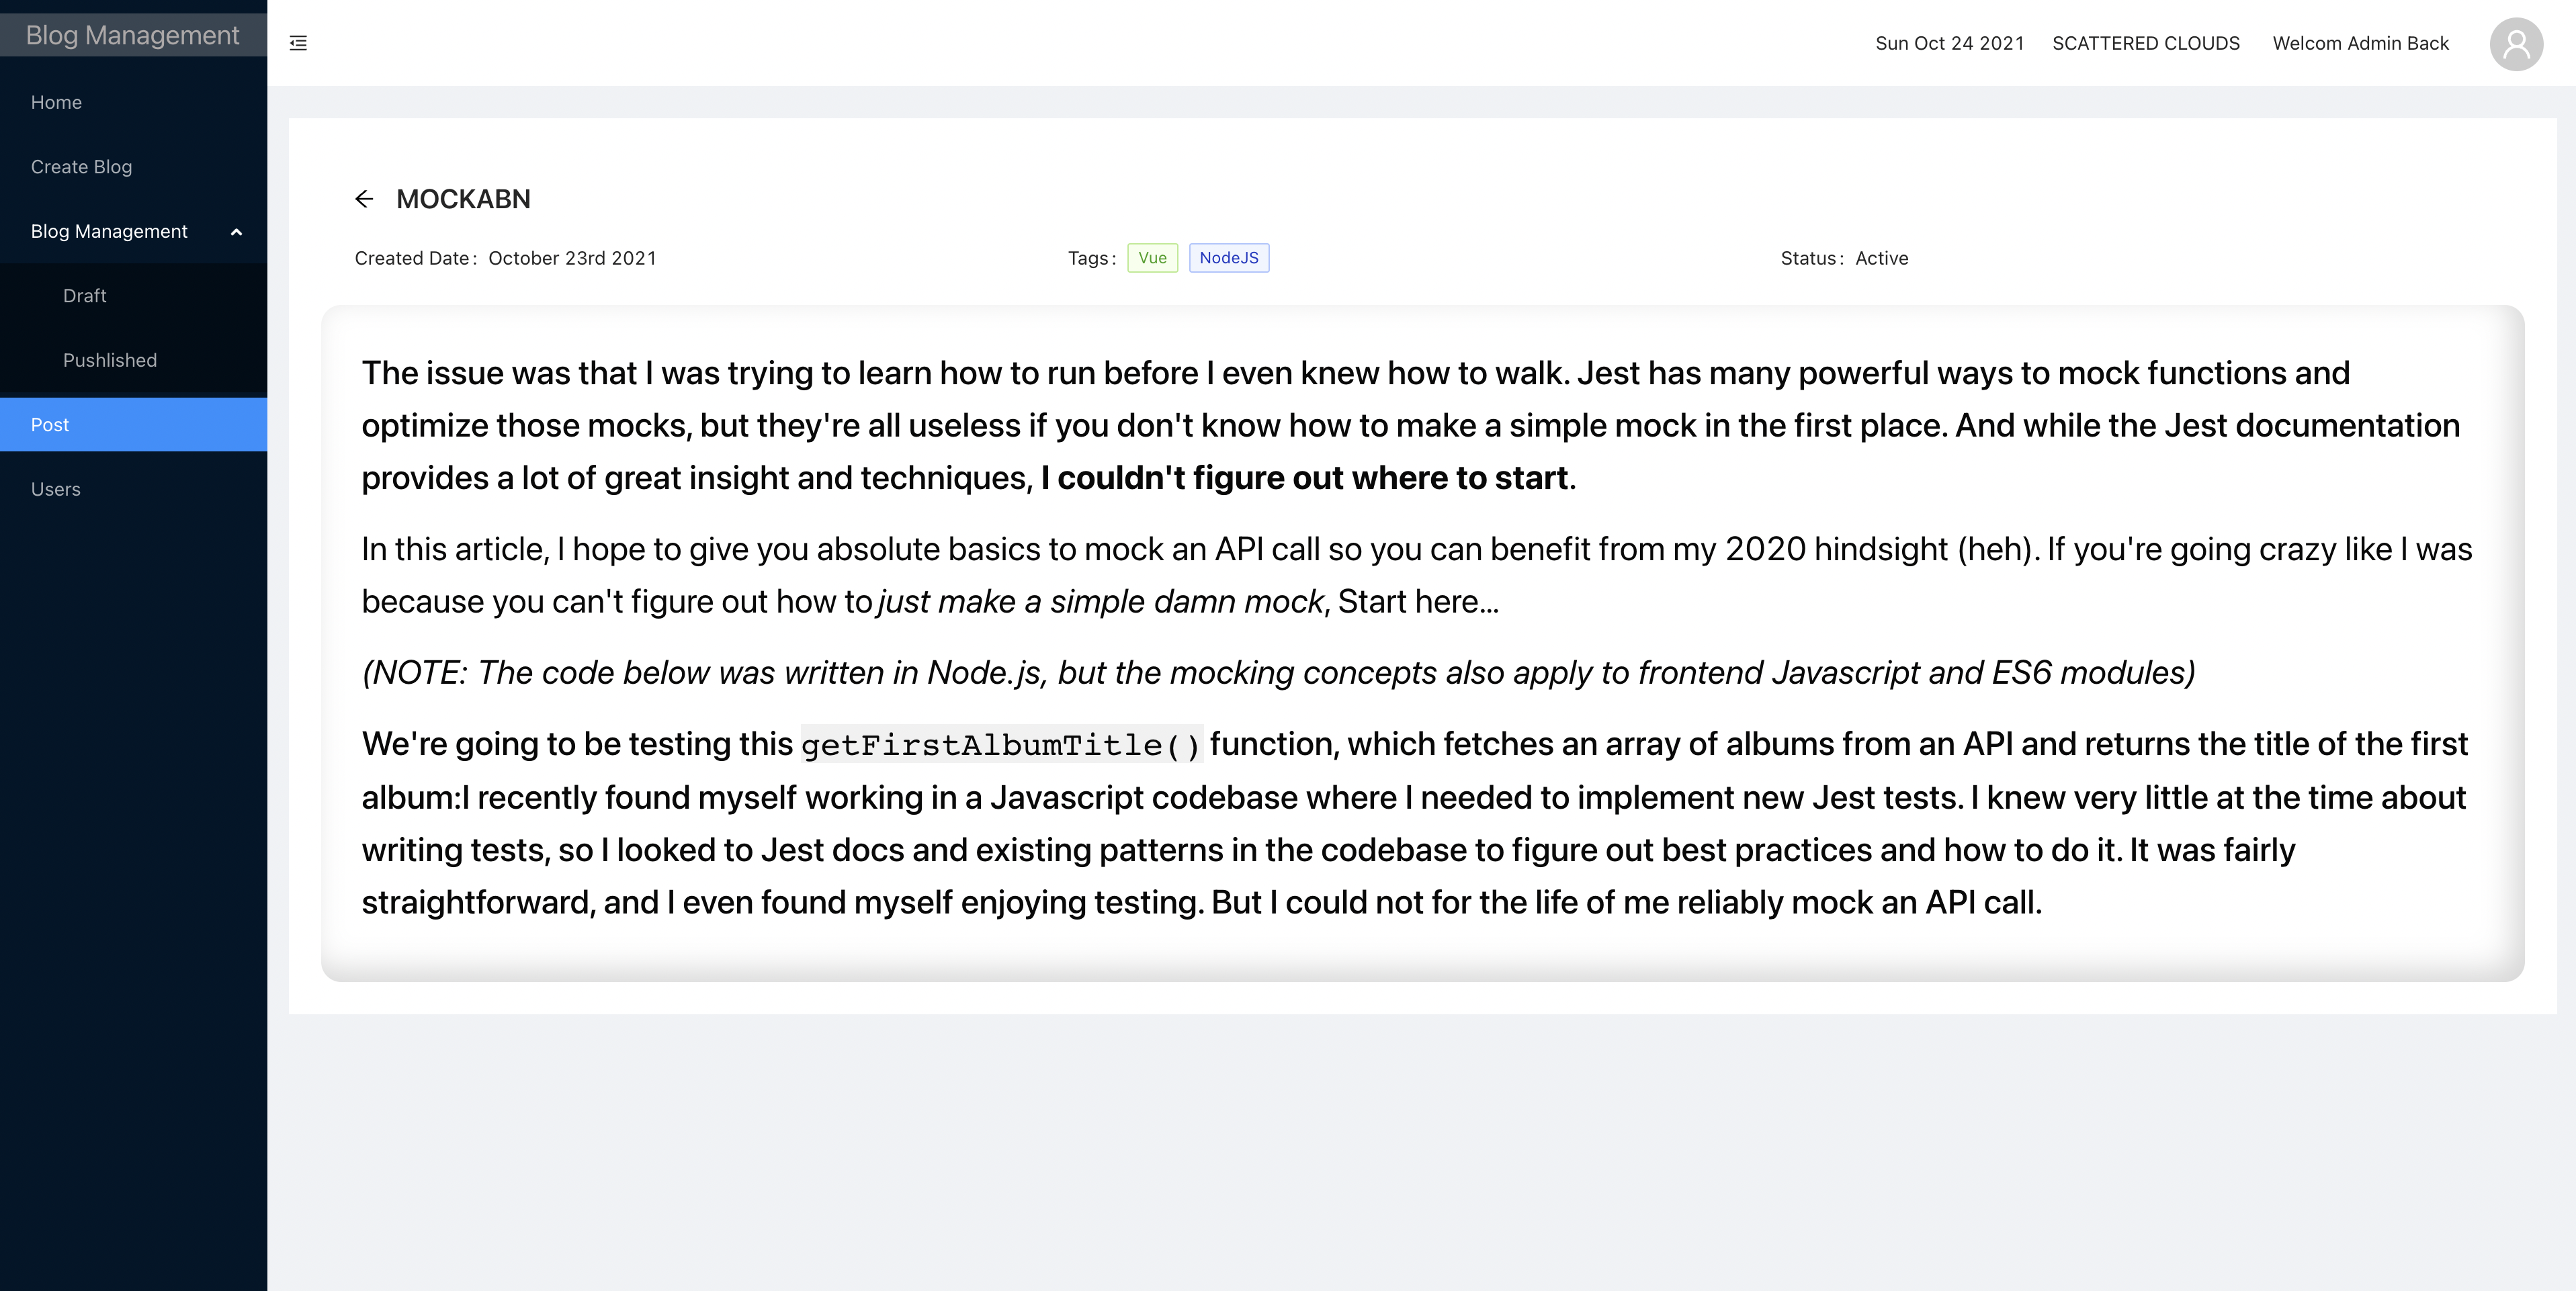 Blog Management
Home
Create Blog
Blog Management
Draft
Pushlished
Post
Users
Sun Oct 24 2021 SCATTERED CLOUDS Welcom Admin Back
MOCKABN
Created Date: October 23rd 2021 Tags: Vue NodeJS Status: Active
The issue was that I was trying to learn how to run before I even knew how to walk. Jest has many powerful ways to mock functions and
optimize those mocks, but they're all useless if you don't know how to make a simple mock in the first place. And while the Jest documentation
provides a lot of great insight and techniques, I couldn't figure out where to start.
In this article, I hope to give you absolute basics to mock an API call so you can benefit from my 2020 hindsight (heh). If you're going crazy like I was
because you can't figure out how to just make a simple damn mock, Start here...
(NOTE: The code below was written in Node.js, but the mocking concepts also apply to frontend Javascript and ES6 modules)
We're going to be testing this getFirstAlbumTitle() function, which fetches an array of albums from an API and returns the title of the first
album:I recently found myself working in a Javascript codebase where I needed to implement new Jest tests. I knew very little at the time about
writing tests, so I looked to Jest docs and existing patterns in the codebase to figure out best practices and how to do it. It was fairly
straightforward, and I even found myself enjoying testing. But I could not for the life of me reliably mock an API call.